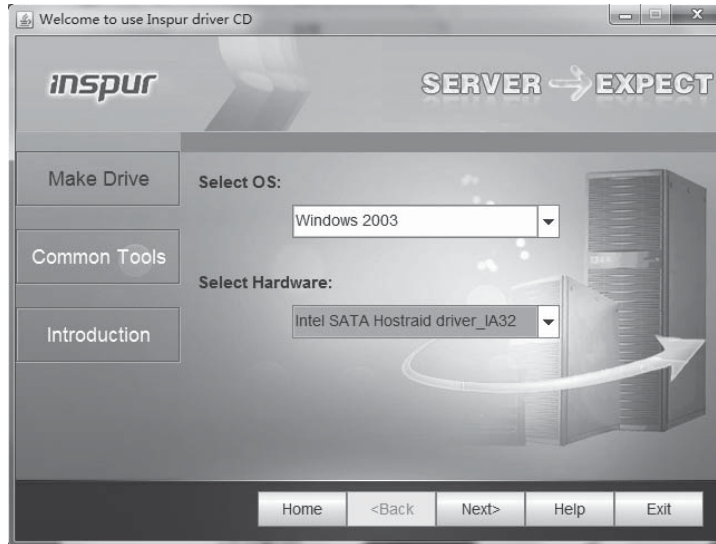 Welcome to use Inspur driver CD
inspur
SERVER EXPECT
Make Drive
Common Tools
Introduction
Select OS:
Windows 2003
Select Hardware:
Intel SATA Hostraid driver_IA32
Home
<Back
Next>
Help
Exit